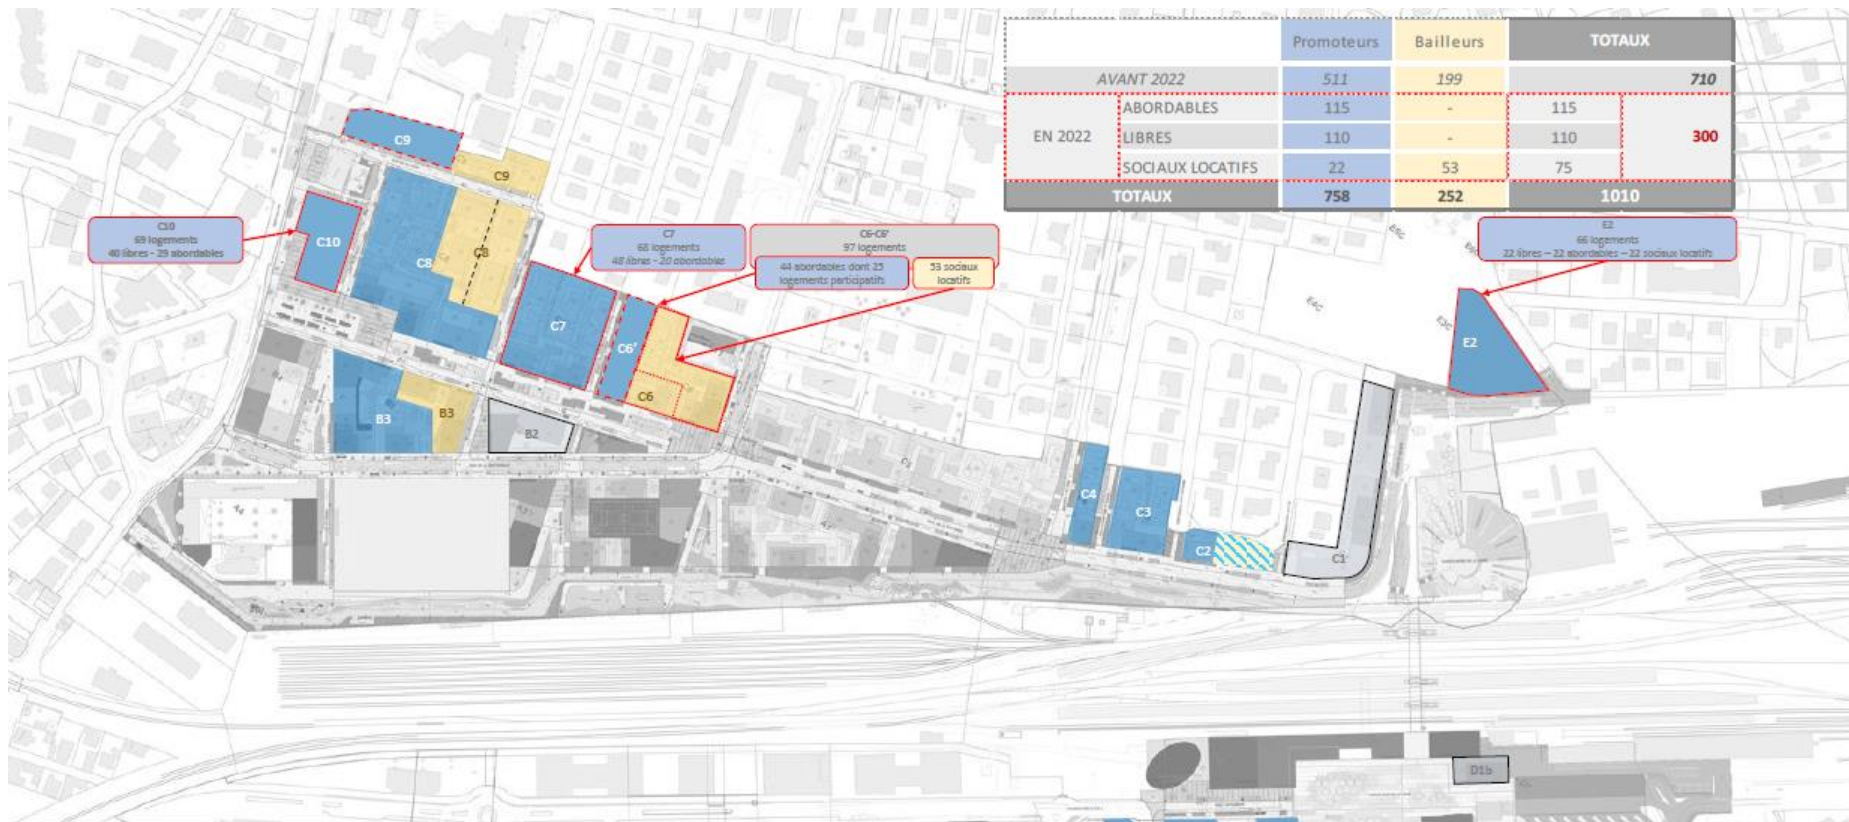 Promoteurs Bailleurs TOTAUX
AVANT 2022 511 199 710
EN 2022 ABORDABLES 115 - 115 300
LIBRES 110 - 110
SOCIAUX LOCATIFS 22 53 75
TOTAUX 758 252 1010
C10
69 logements
40 libres - 29 abordables
C7
68 logements
48 libres - 20 abordables
C6-C6'
97 logements
44 abordables dont 25
logements participatifs
53 sociaux
locatifs
E2
66 logements
22 libres – 22 abordables – 22 sociaux locatifs
C9
C9
C10
C8
C8
C7
C6'
C6
B3
B3
B2
E2
C4
C3
C2
C1
D1b
E4C